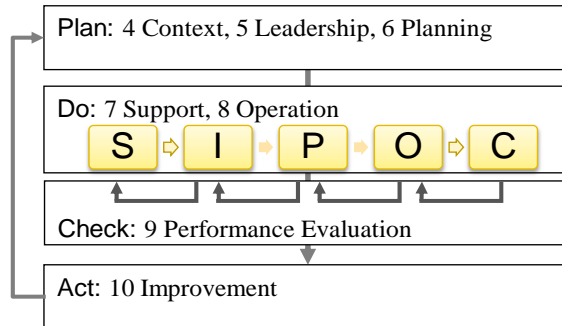 Plan: 4 Context, 5 Leadership, 6 Planning
Do: 7 Support, 8 Operation
S I P O C
Check: 9 Performance Evaluation
Act: 10 Improvement